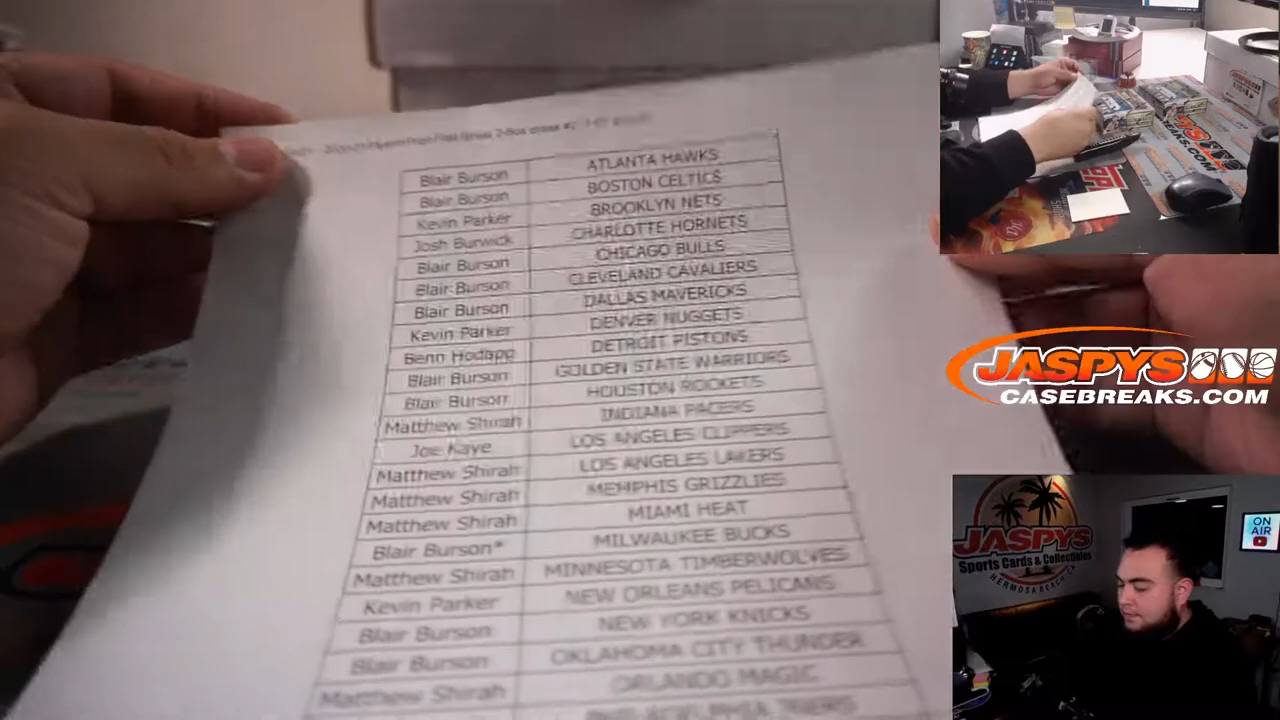 Blair Burson ATLANTA HAWKS
Blair Burson BOSTON CELTICS
Kevin Parker BROOKLYN NETS
Josh Burwick CHARLOTTE HORNETS
Blair Burson CHICAGO BULLS
Blair Burson CLEVELAND CAVALIERS
Blair Burson DALLAS MAVERICKS
Kevin Parker DENVER NUGGETS
Benn Hodapp DETROIT PISTONS
Blair Burson GOLDEN STATE WARRIORS
Blair Burson HOUSTON ROCKETS
Matthew Shirah INDIANA PACERS
Joe Kaye LOS ANGELES CLIPPERS
Matthew Shirah LOS ANGELES LAKERS
Matthew Shirah MEMPHIS GRIZZLIES
Matthew Shirah MIAMI HEAT
Blair Burson* MILWAUKEE BUCKS
Matthew Shirah MINNESOTA TIMBERWOLVES
Kevin Parker NEW ORLEANS PELICANS
Blair Burson NEW YORK KNICKS
Blair Burson OKLAHOMA CITY THUNDER
Matthew Shirah ORLANDO MAGIC
PHILADELPHIA 76ERS
JASPYS
CASEBREAKS.COM
JASPYS
Sports Cards & Collectibles
HERMOSA BEACH, CA
ON
AIR